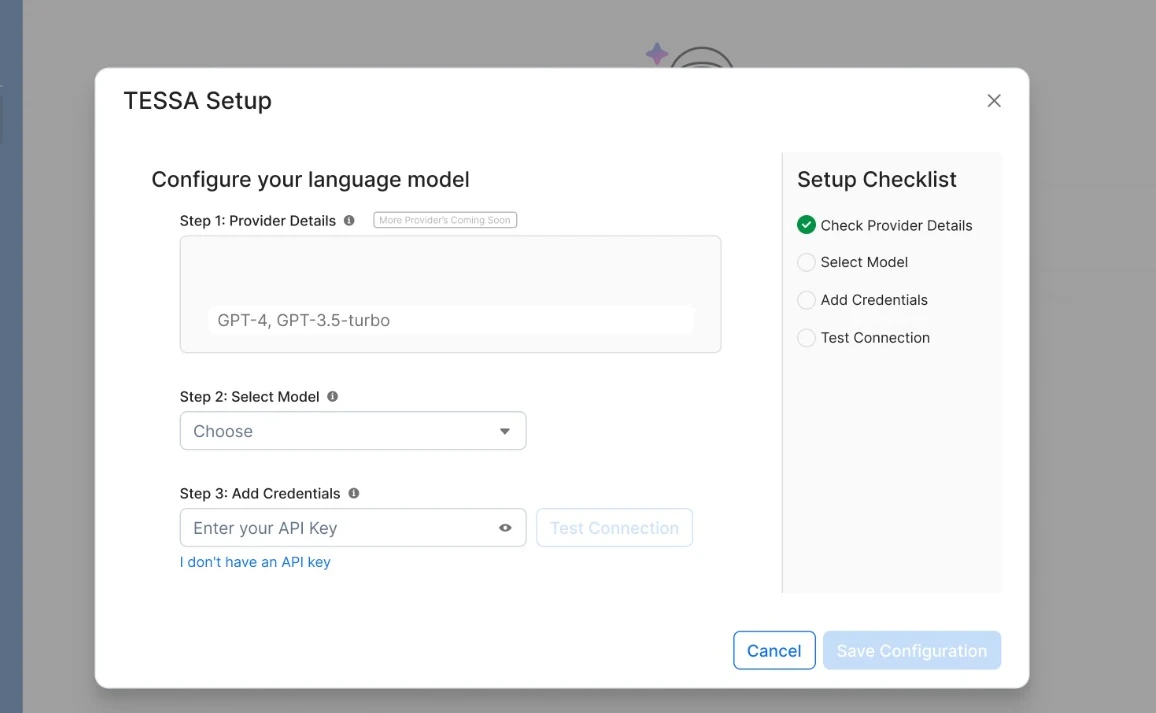 TESSA Setup
Configure your language model
Step 1: Provider Details
More Provider's Coming Soon
GPT-4, GPT-3.5-turbo
Step 2: Select Model
Choose
Step 3: Add Credentials
Enter your API Key
Test Connection
I don't have an API key
Setup Checklist
Check Provider Details
Select Model
Add Credentials
Test Connection
Cancel
Save Configuration